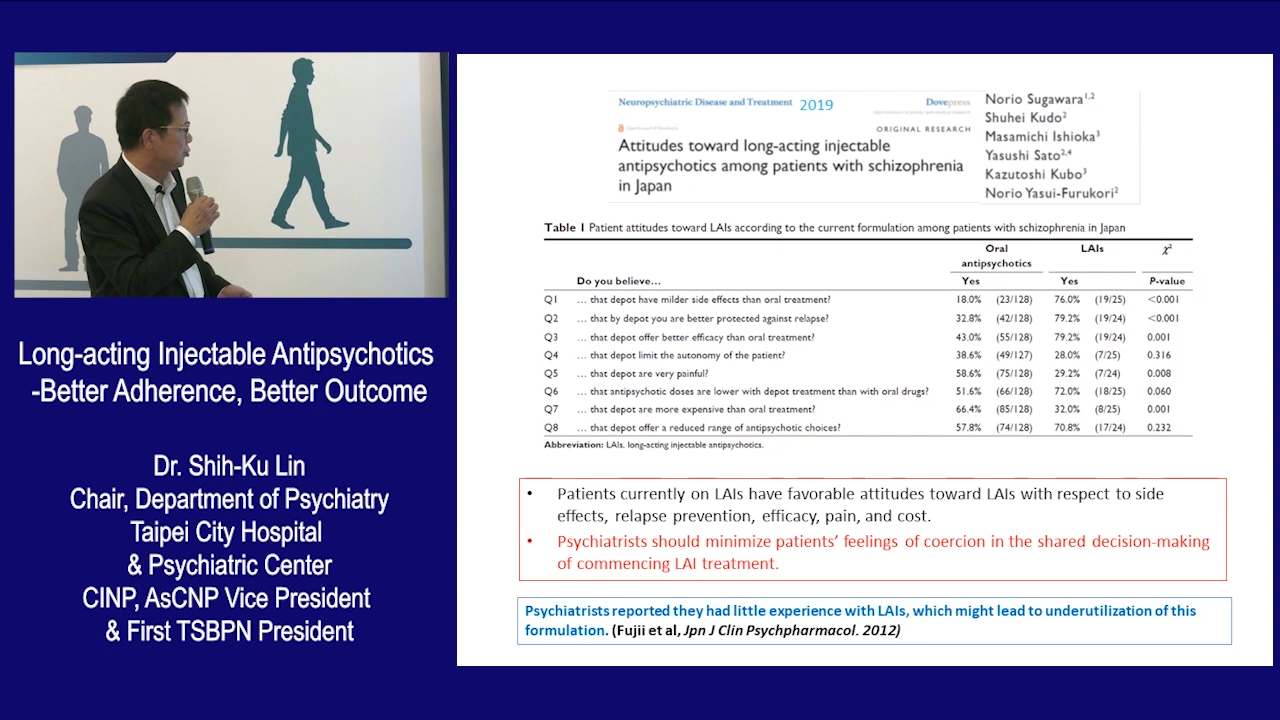 Long-acting Injectable Antipsychotics
-Better Adherence, Better Outcome
Dr. Shih-Ku Lin
Chair, Department of Psychiatry
Taipei City Hospital
& Psychiatric Center
CINP, AsCNP Vice President
& First TSBPN President
Neuropsychiatric Disease and Treatment 2019 Dovepress
ORIGINAL RESEARCH
Attitudes toward long-acting injectable
antipsychotics among patients with schizophrenia
in Japan
Norio Sugawara1,2
Shuhei Kudo2
Masamichi Ishioka3
Yasushi Sato2,4
Kazutoshi Kubo3
Norio Yasui-Furukori2
Table 1 Patient attitudes toward LAIs according to the current formulation among patients with schizophrenia in Japan
Oral antipsychotics LAIs χ2
Do you believe... Yes Yes P-value
Q1 ... that depot have milder side effects than oral treatment? 18.0% (23/128) 76.0% (19/25) <0.001
Q2 ... that by depot you are better protected against relapse? 32.8% (42/128) 79.2% (19/24) <0.001
Q3 ... that depot offer better efficacy than oral treatment? 43.0% (55/128) 79.2% (19/24) 0.001
Q4 ... that depot limit the autonomy of the patient? 38.6% (49/127) 28.0% (7/25) 0.316
Q5 ... that depot are very painful? 58.6% (75/128) 29.2% (7/24) 0.008
Q6 ... that antipsychotic doses are lower with depot treatment than with oral drugs? 51.6% (66/128) 72.0% (18/25) 0.060
Q7 ... that depot are more expensive than oral treatment? 66.4% (85/128) 32.0% (8/25) 0.001
Q8 ... that depot offer a reduced range of antipsychotic choices? 57.8% (74/128) 70.8% (17/24) 0.232
Abbreviation: LAIs, long-acting injectable antipsychotics.
• Patients currently on LAIs have favorable attitudes toward LAIs with respect to side
effects, relapse prevention, efficacy, pain, and cost.
• Psychiatrists should minimize patients' feelings of coercion in the shared decision-making
of commencing LAI treatment.
Psychiatrists reported they had little experience with LAIs, which might lead to underutilization of this
formulation. (Fujii et al, Jpn J Clin Psychpharmacol. 2012)